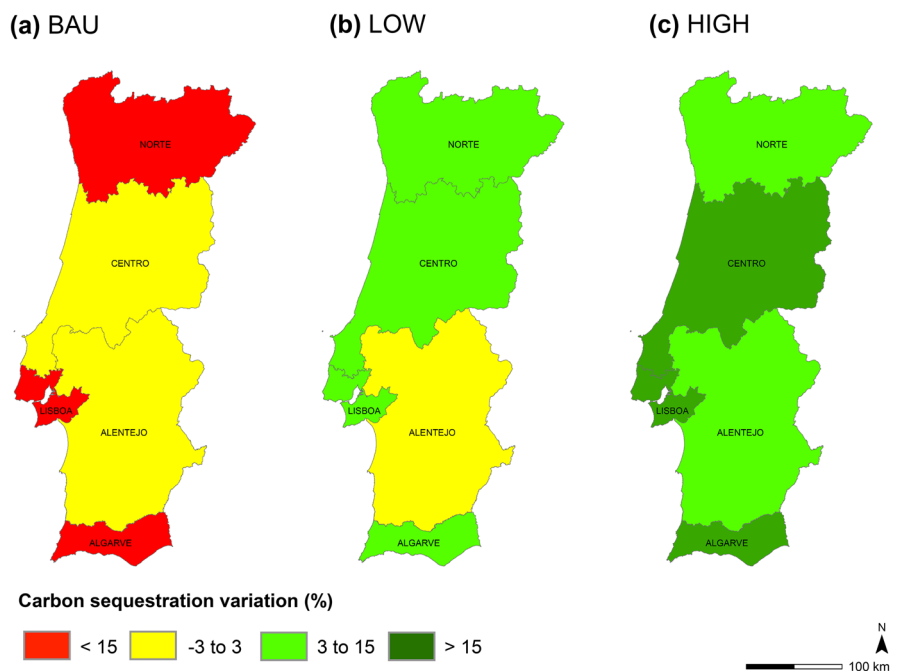 (a) BAU
(b) LOW
(c) HIGH
NORTE
NORTE
NORTE
CENTRO
CENTRO
CENTRO
LISBOA
LISBOA
LISBOA
ALENTEJO
ALENTEJO
ALENTEJO
ALGARVE
ALGARVE
ALGARVE
Carbon sequestration variation (%)
< 15
-3 to 3
3 to 15
> 15
N
100 km